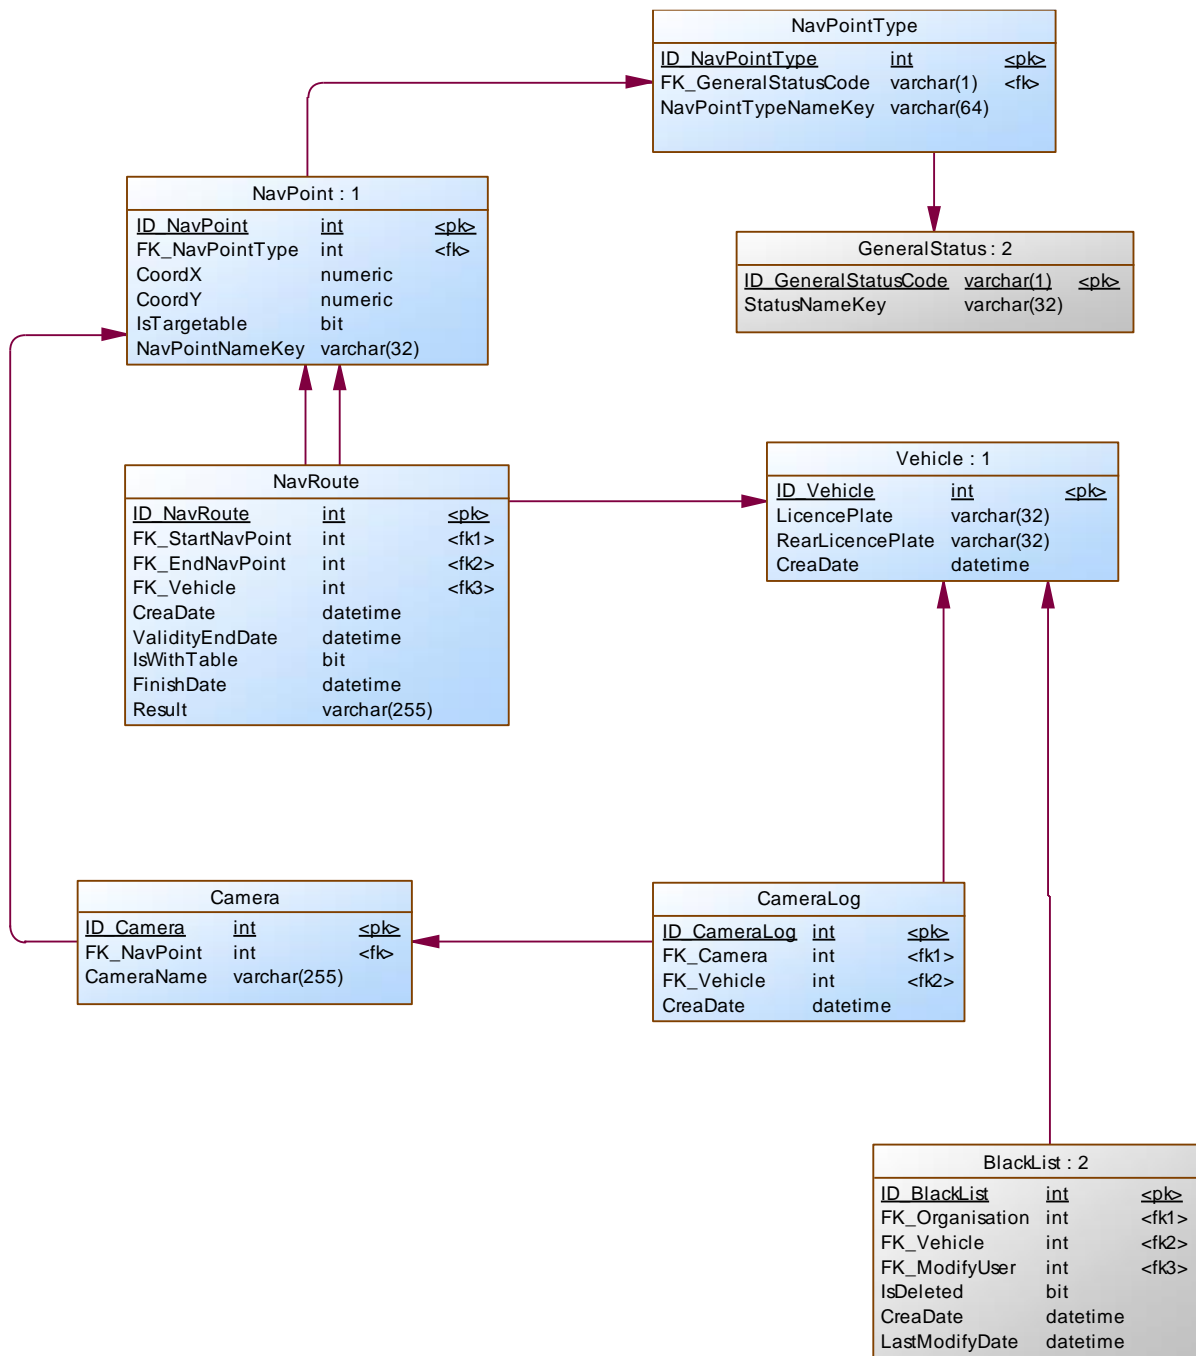 NavPointType
ID_NavPointType int <pk>
FK_GeneralStatusCode varchar(1) <fk>
NavPointTypeNameKey varchar(64)
NavPoint : 1
ID_NavPoint int <pk>
FK_NavPointType int <fk>
CoordX numeric
CoordY numeric
IsTargetable bit
NavPointNameKey varchar(32)
GeneralStatus : 2
ID_GeneralStatusCode varchar(1) <pk>
StatusNameKey varchar(32)
NavRoute
ID_NavRoute int <pk>
FK_StartNavPoint int <fk1>
FK_EndNavPoint int <fk2>
FK_Vehicle int <fk3>
CreaDate datetime
ValidityEndDate datetime
IsWithTable bit
FinishDate datetime
Result varchar(255)
Vehicle : 1
ID_Vehicle int <pk>
LicencePlate varchar(32)
RearLicencePlate varchar(32)
CreaDate datetime
Camera
ID_Camera int <pk>
FK_NavPoint int <fk>
CameraName varchar(255)
CameraLog
ID_CameraLog int <pk>
FK_Camera int <fk1>
FK_Vehicle int <fk2>
CreaDate datetime
BlackList : 2
ID_BlackList int <pk>
FK_Organisation int <fk1>
FK_Vehicle int <fk2>
FK_ModifyUser int <fk3>
IsDeleted bit
CreaDate datetime
LastModifyDate datetime